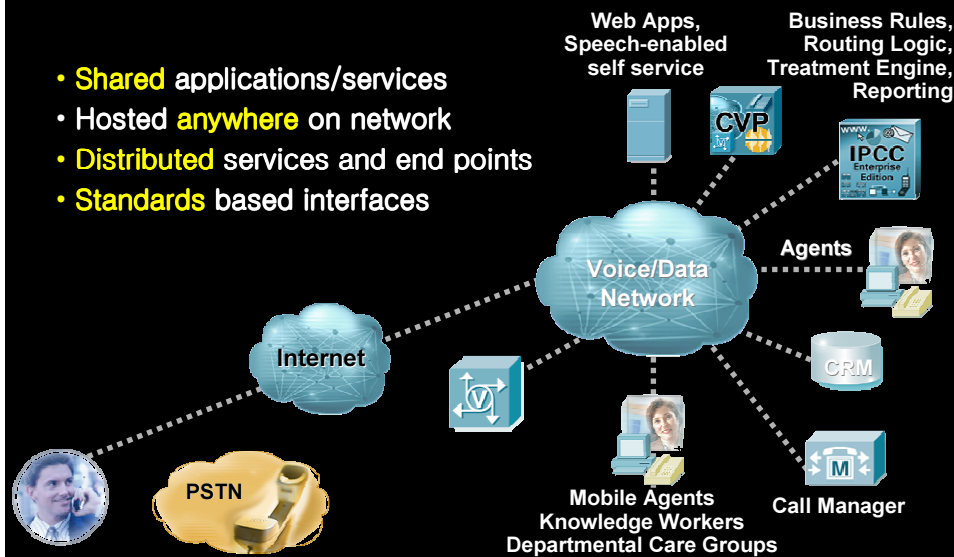 • Shared applications/services
• Hosted anywhere on network
• Distributed services and end points
• Standards based interfaces
Web Apps,
Speech-enabled
self service
Business Rules,
Routing Logic,
Treatment Engine,
Reporting
CVP
WWW
IPCC
Enterprise
Edition
Agents
Voice/Data
Network
Internet
V
CRM
M
Call Manager
PSTN
Mobile Agents
Knowledge Workers
Departmental Care Groups